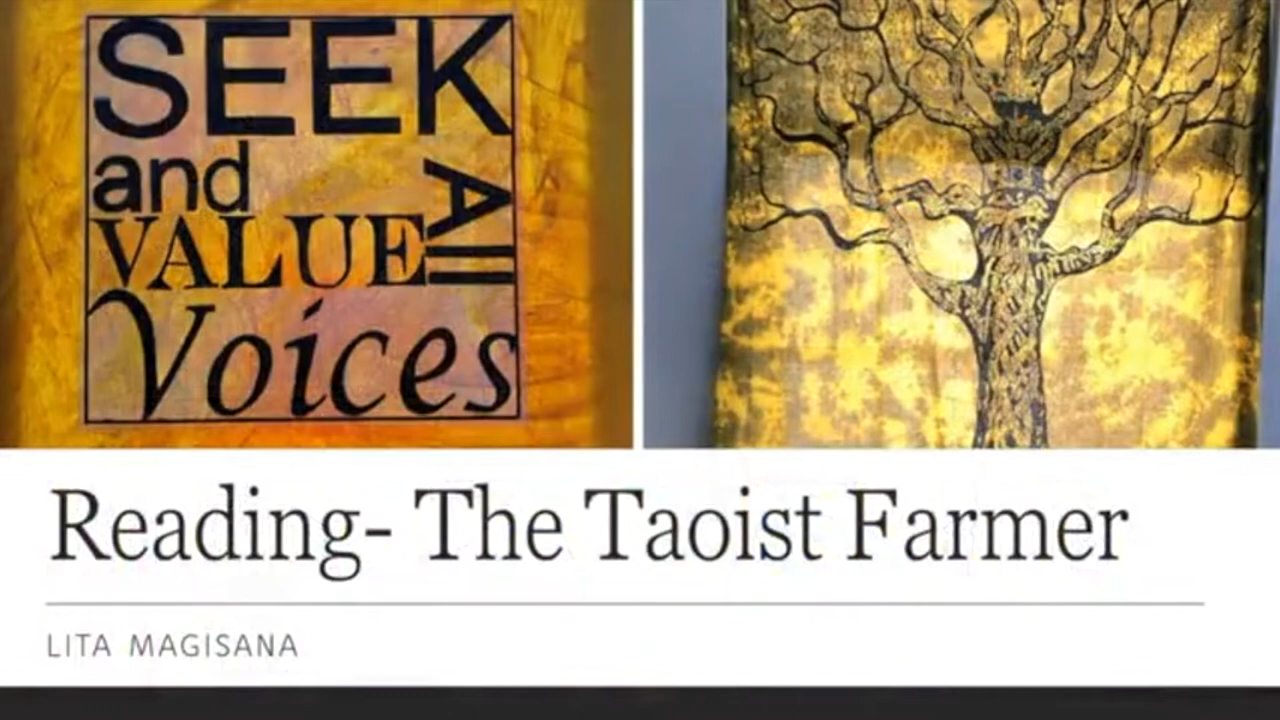 SEEK
and
VALUE
All
Voices
Reading- The Taoist Farmer
LITA MAGISANA